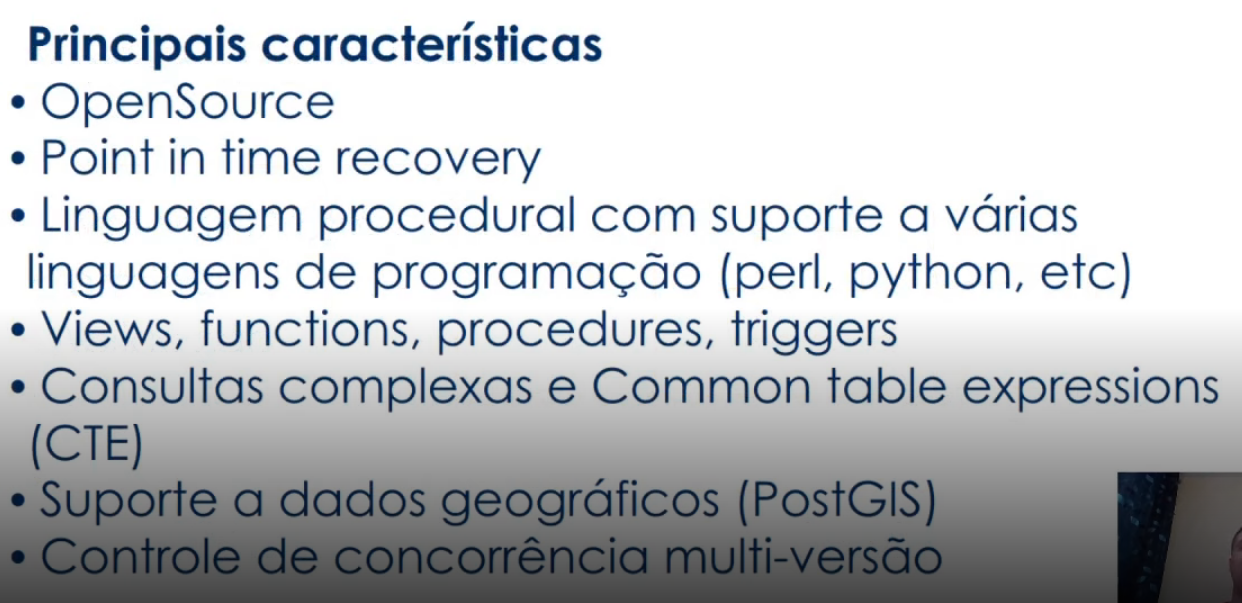 Principais características
• OpenSource
• Point in time recovery
• Linguagem procedural com suporte a várias
linguagens de programação (perl, python, etc)
• Views, functions, procedures, triggers
• Consultas complexas e Common table expressions
(CTE)
• Suporte a dados geográficos (PostGIS)
• Controle de concorrência multi-versão